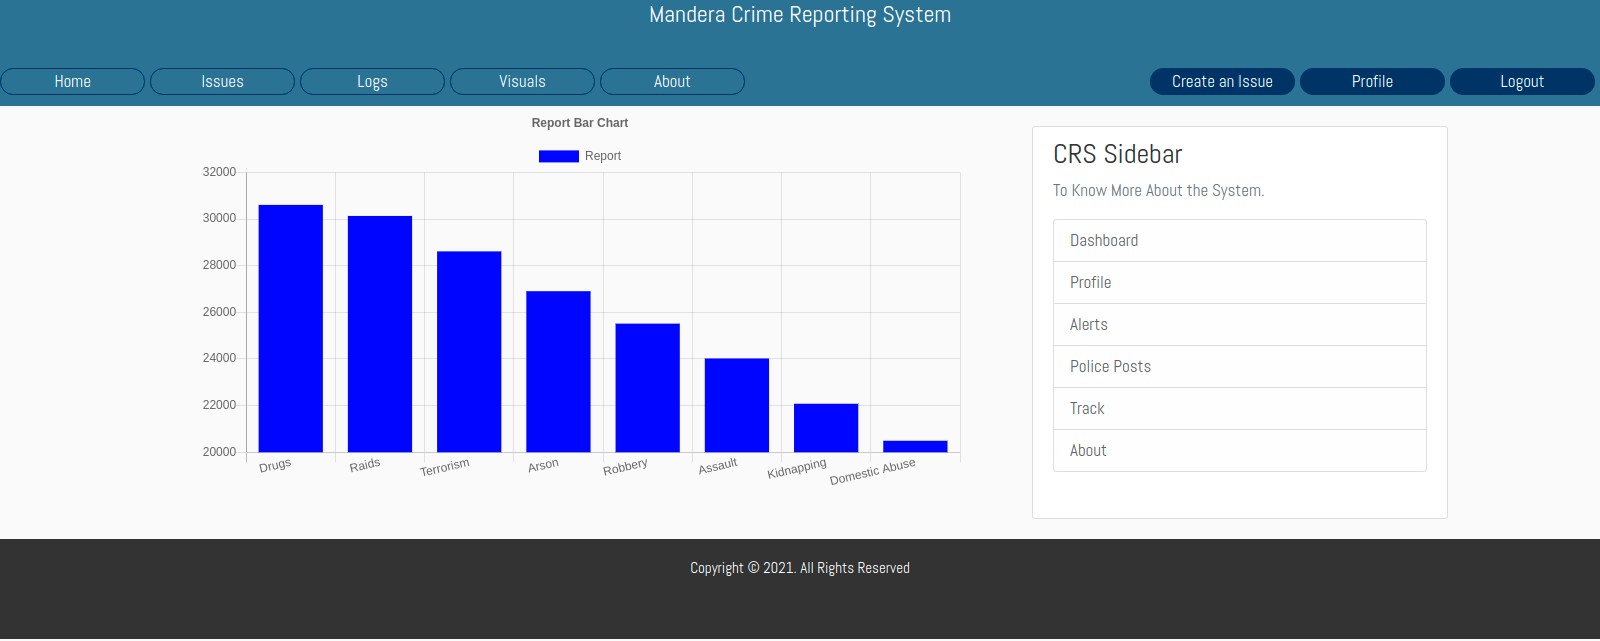 Mandera Crime Reporting System
Home Issues Logs Visuals About Create an Issue Profile Logout
Report Bar Chart
Report
32000
30000
28000
26000
24000
22000
20000
Drugs Raids Terrorism Arson Robbery Assault Kidnapping Domestic Abuse
CRS Sidebar
To Know More About the System.
Dashboard
Profile
Alerts
Police Posts
Track
About
Copyright © 2021. All Rights Reserved